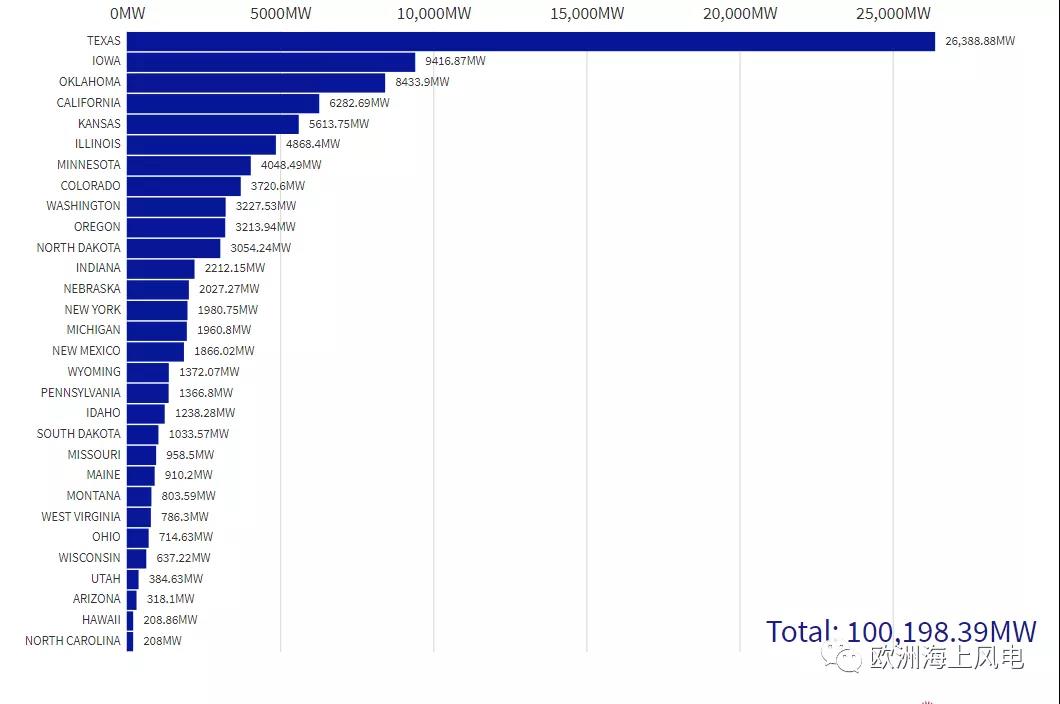 0MW 5000MW 10,000MW 15,000MW 20,000MW 25,000MW
TEXAS 26,388.88MW
IOWA 9416.87MW
OKLAHOMA 8433.9MW
CALIFORNIA 6282.69MW
KANSAS 5613.75MW
ILLINOIS 4868.4MW
MINNESOTA 4048.49MW
COLORADO 3720.6MW
WASHINGTON 3227.53MW
OREGON 3213.94MW
NORTH DAKOTA 3054.24MW
INDIANA 2212.15MW
NEBRASKA 2027.27MW
NEW YORK 1980.75MW
MICHIGAN 1960.8MW
NEW MEXICO 1866.02MW
WYOMING 1372.07MW
PENNSYLVANIA 1366.8MW
IDAHO 1238.28MW
SOUTH DAKOTA 1033.57MW
MISSOURI 958.5MW
MAINE 910.2MW
MONTANA 803.59MW
WEST VIRGINIA 786.3MW
OHIO 714.63MW
WISCONSIN 637.22MW
UTAH 384.63MW
ARIZONA 318.1MW
HAWAII 208.86MW
NORTH CAROLINA 208MW
Total: 100,198.39MW
欧洲海上风电